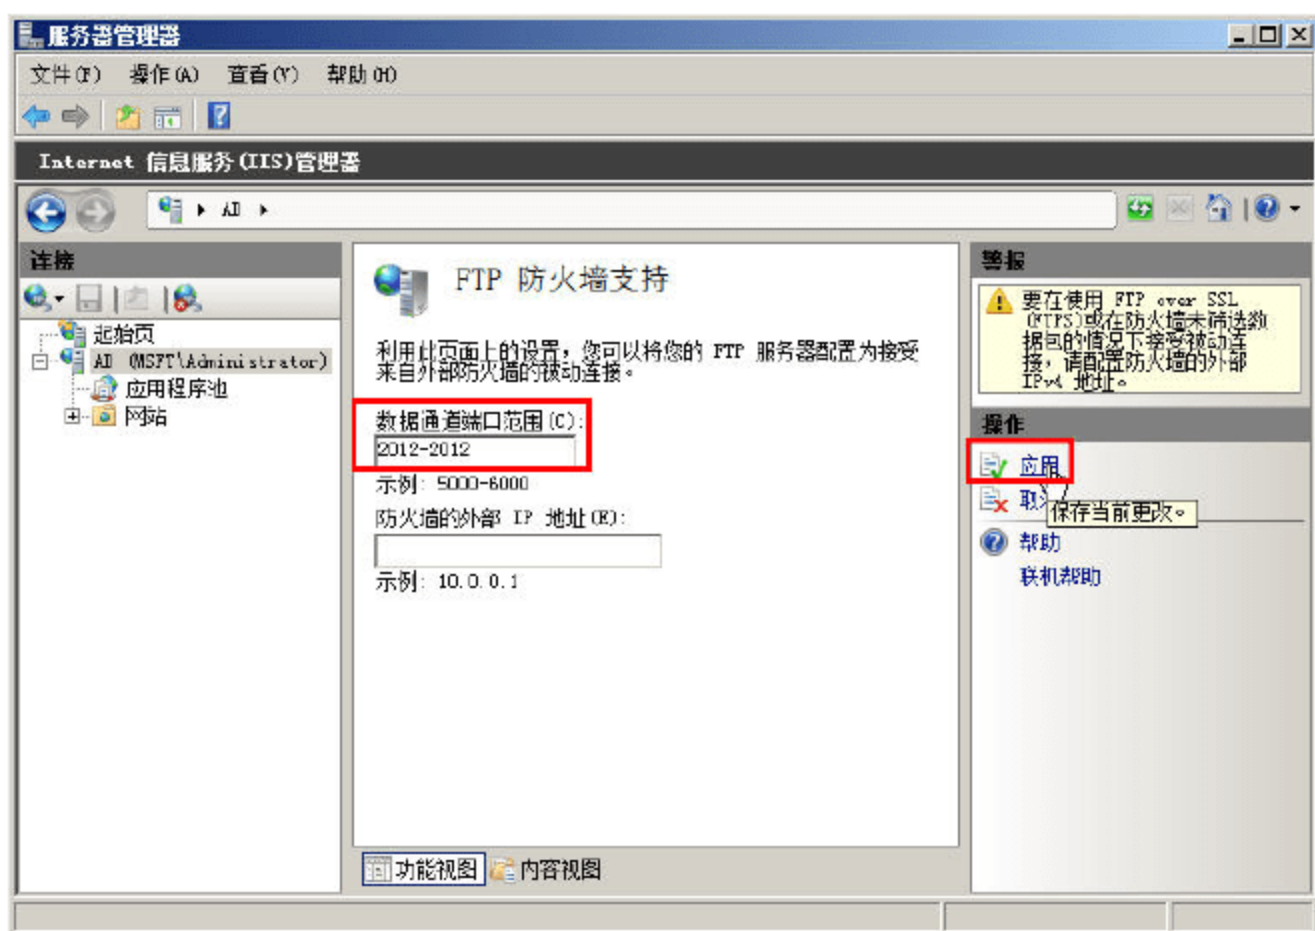 服务器管理器
文件(F) 操作(A) 查看(V) 帮助(H)
Internet 信息服务(IIS)管理器
AD
连接
起始页
AD (MSFT\Administrator)
应用程序池
网站
FTP 防火墙支持
利用此页面上的设置，您可以将您的 FTP 服务器配置为接受
来自外部防火墙的被动连接。
数据通道端口范围(C):
2012-2012
示例: 5000-6000
防火墙的外部 IP 地址(E):
示例: 10.0.0.1
功能视图 内容视图
警报
要在使用 FTP over SSL
(FTPS)或在防火墙未筛选数
据包的情况下接受被动连
接，请配置防火墙的外部
IPv4 地址。
操作
应用
保存当前更改。
帮助
联机帮助